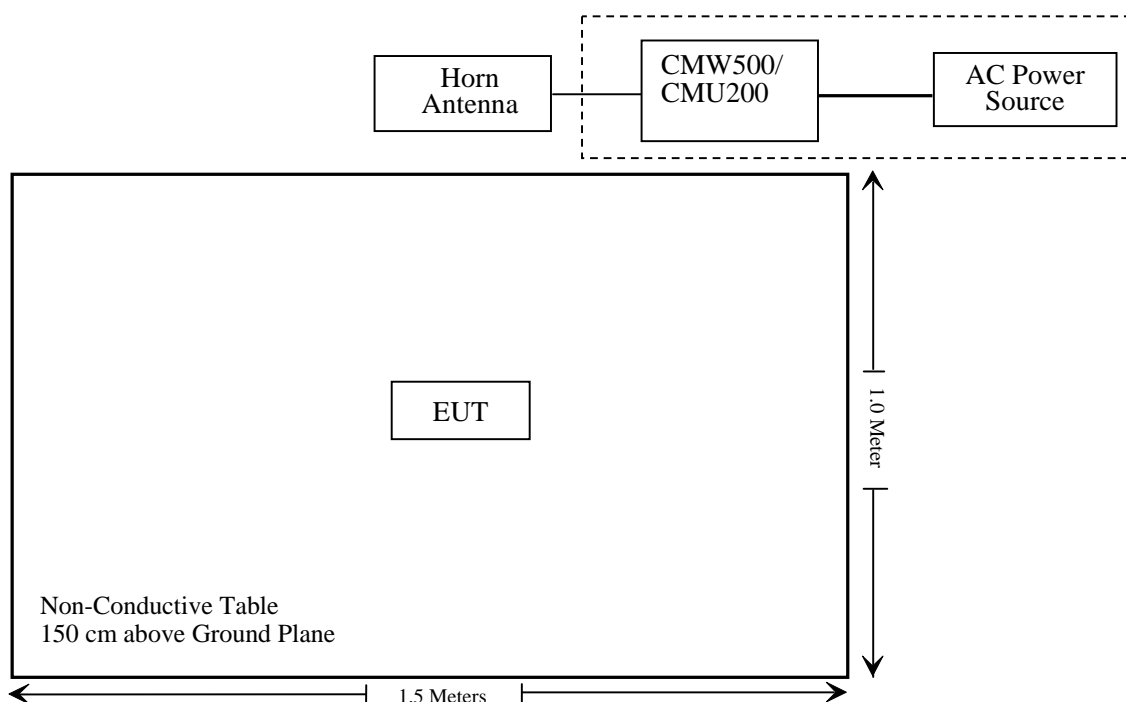 Horn
Antenna
CMW500/
CMU200
AC Power
Source
EUT
1.0 Meter
Non-Conductive Table
150 cm above Ground Plane
1.5 Meters